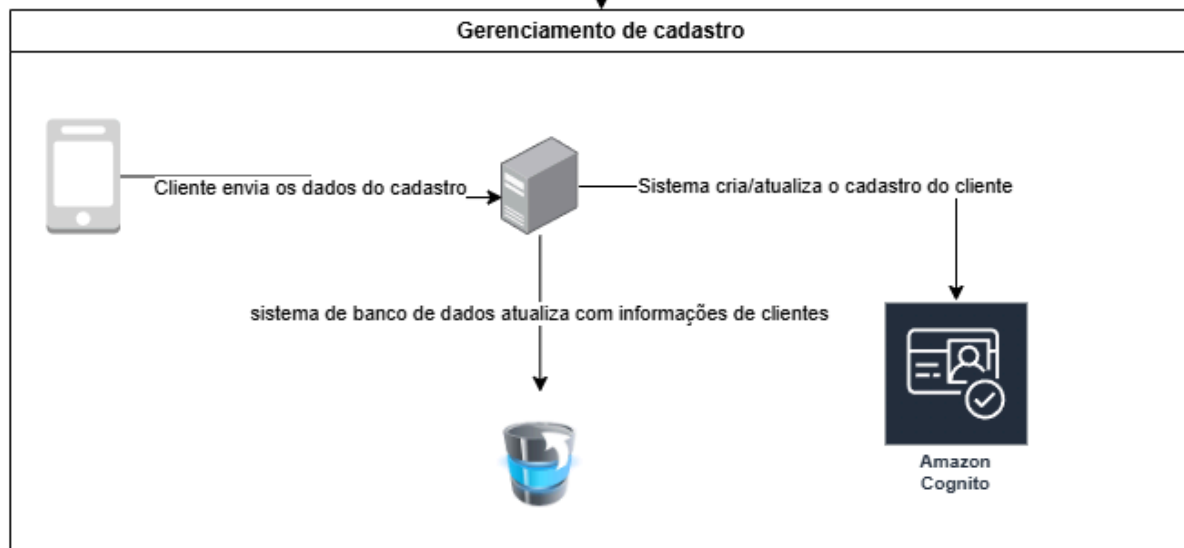 Gerenciamento de cadastro
Cliente envia os dados do cadastro
Sistema cria/atualiza o cadastro do cliente
sistema de banco de dados atualiza com informações de clientes
Amazon
Cognito